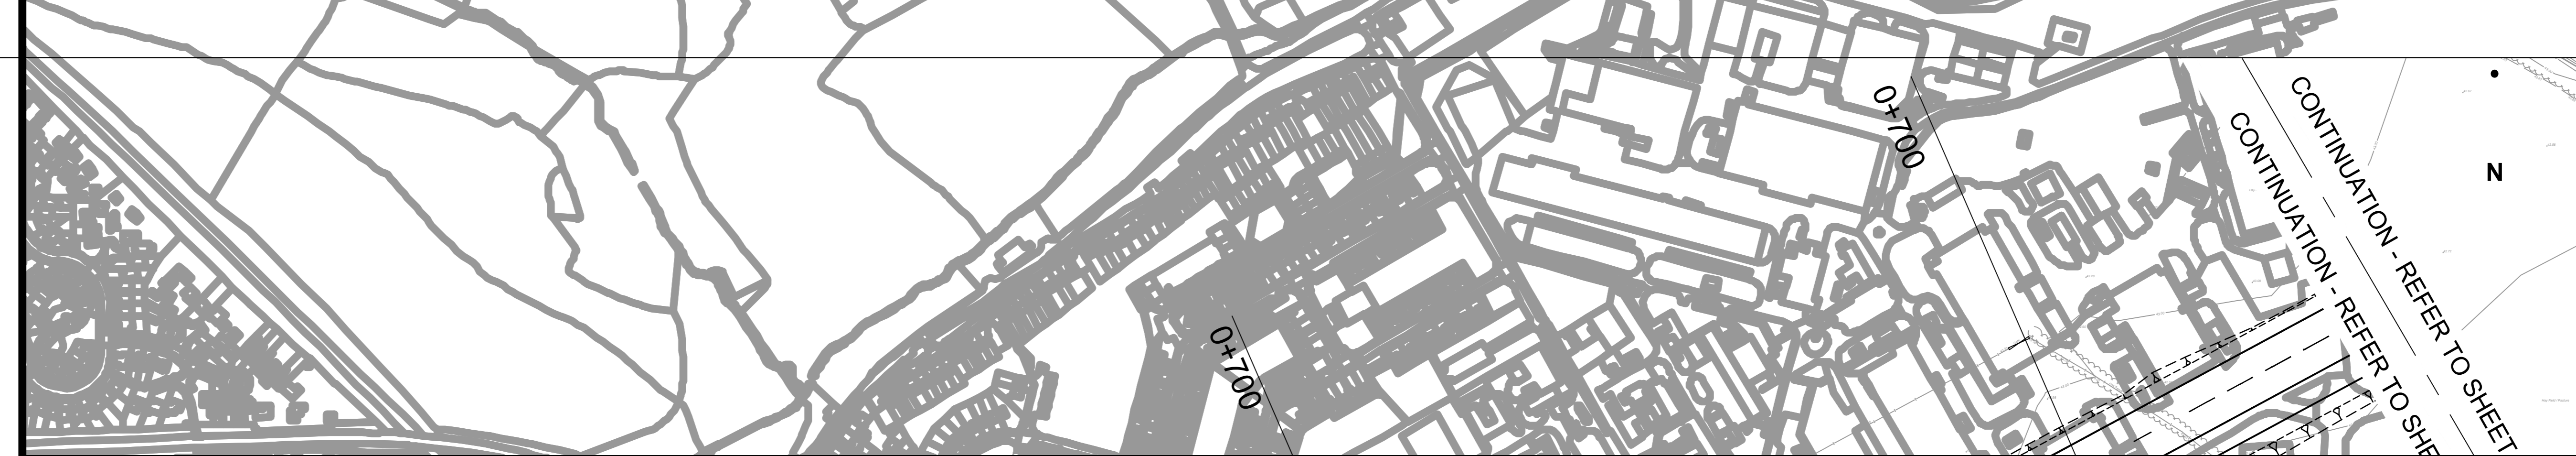 0+700
CONTINUATION - REFER TO SHEET
N
CONTINUATION - REFER TO SHE
0+700